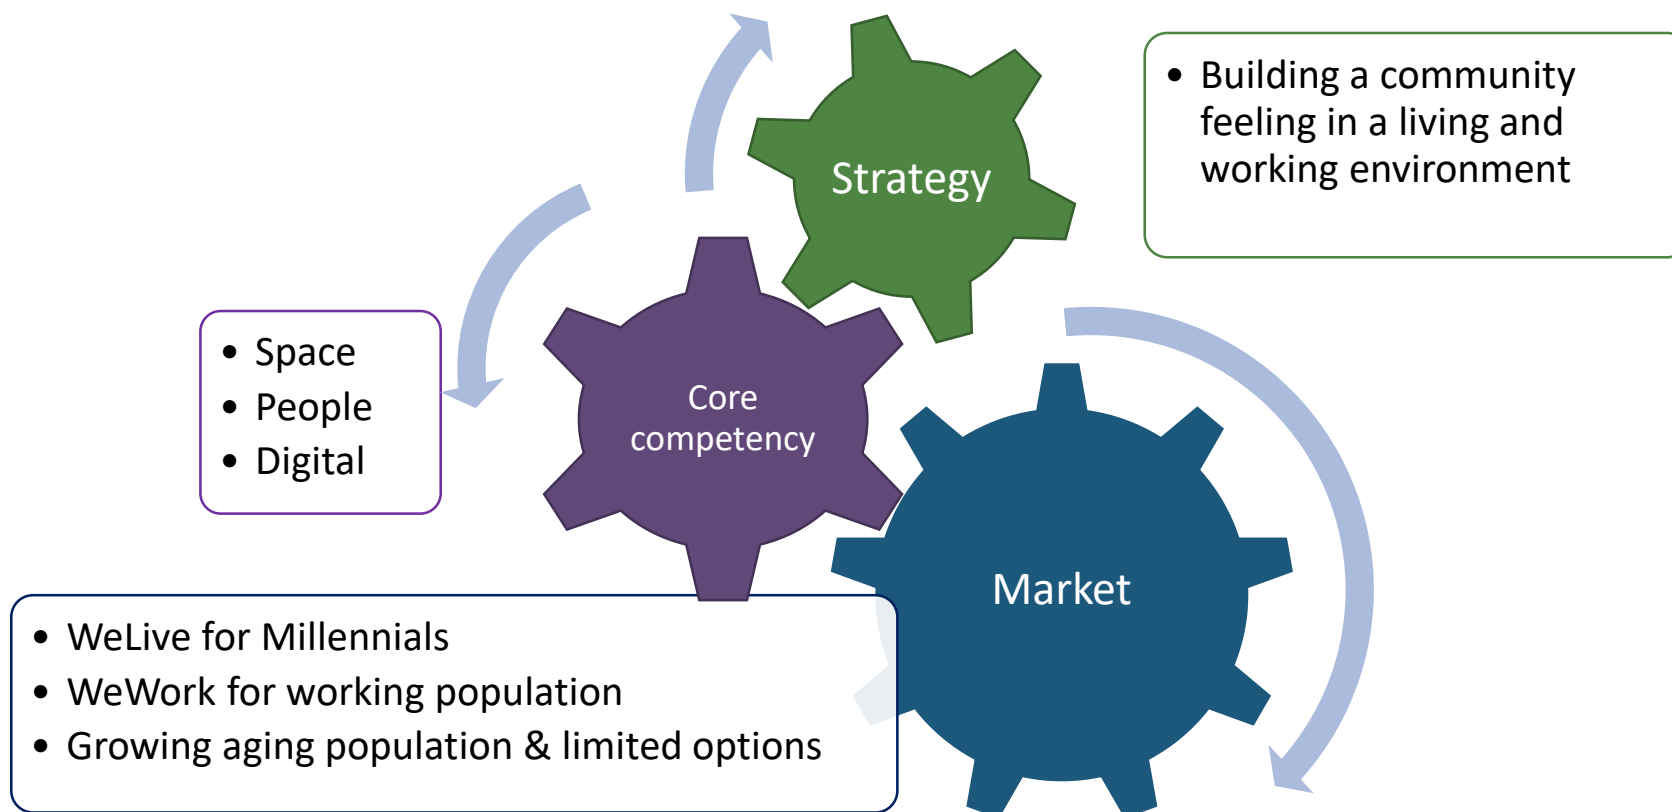 Strategy
• Building a community
feeling in a living and
working environment
• Space
• People
• Digital
Core
competency
Market
• WeLive for Millennials
• WeWork for working population
• Growing aging population & limited options